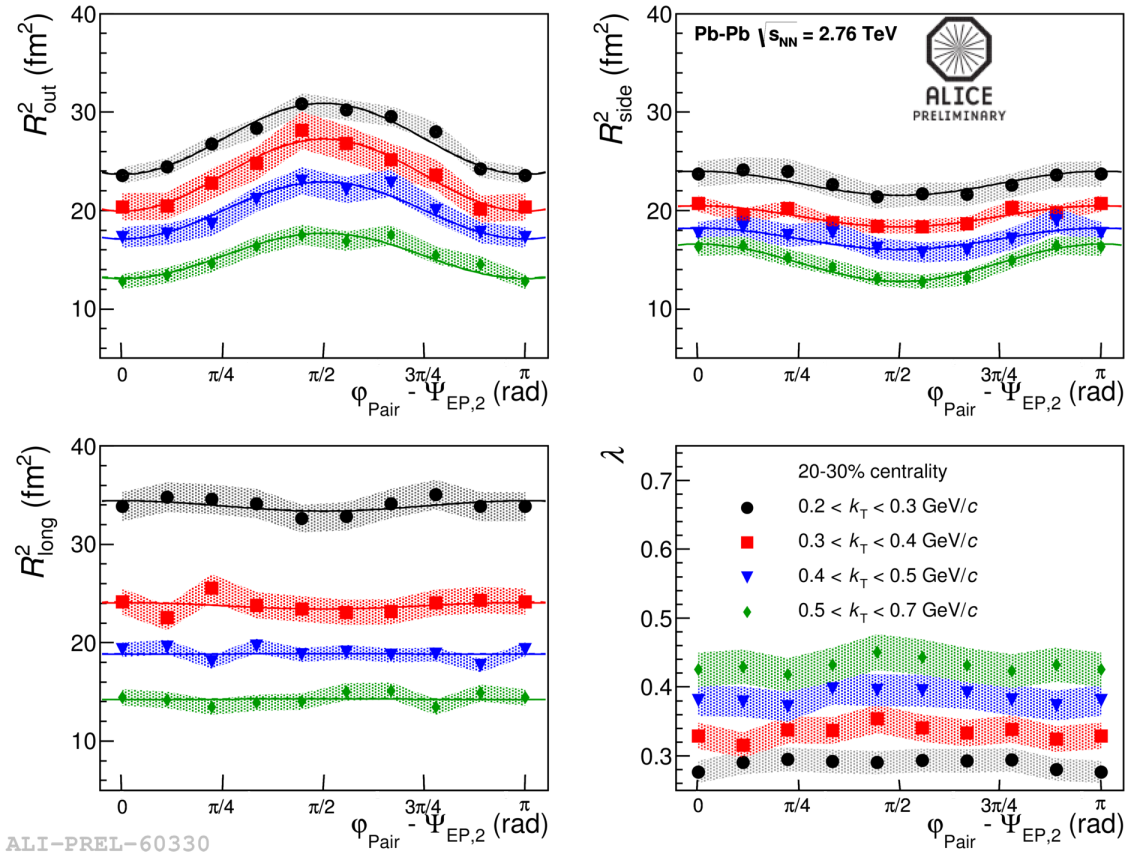 R²out (fm²)
40
30
20
10
0 π/4 π/2 3π/4 π
φPair - ΨEP,2 (rad)
R²side (fm²)
Pb-Pb √sNN = 2.76 TeV
ALICE
PRELIMINARY
40
30
20
10
0 π/4 π/2 3π/4 π
φPair - ΨEP,2 (rad)
R²long (fm²)
40
30
20
10
0 π/4 π/2 3π/4 π
φPair - ΨEP,2 (rad)
λ
0.7
0.6
0.5
0.4
0.3
20-30% centrality
0.2 < kT < 0.3 GeV/c
0.3 < kT < 0.4 GeV/c
0.4 < kT < 0.5 GeV/c
0.5 < kT < 0.7 GeV/c
0 π/4 π/2 3π/4 π
φPair - ΨEP,2 (rad)
ALI-PREL-60330